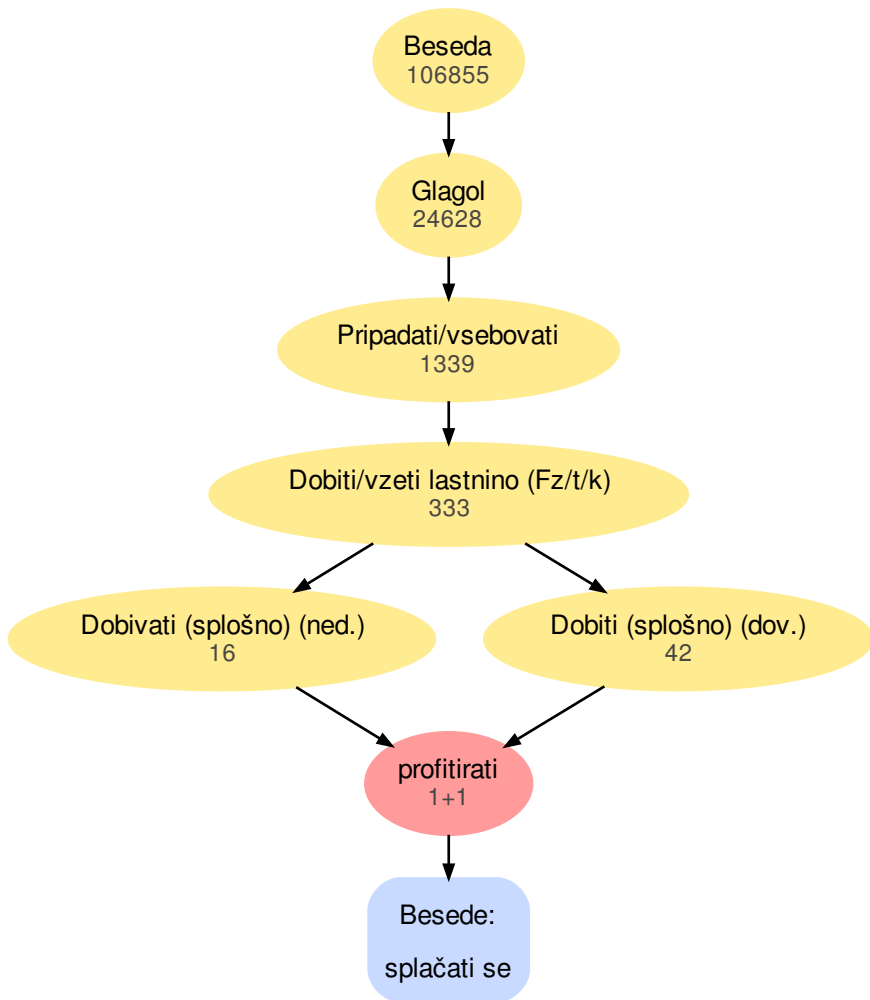 Beseda
106855
Glagol
24628
Pripadati/vsebovati
1339
Dobiti/vzeti lastnino (Fz/t/k)
333
Dobivati (splošno) (ned.)
16
Dobiti (splošno) (dov.)
42
profitirati
1+1
Besede:
splačati se